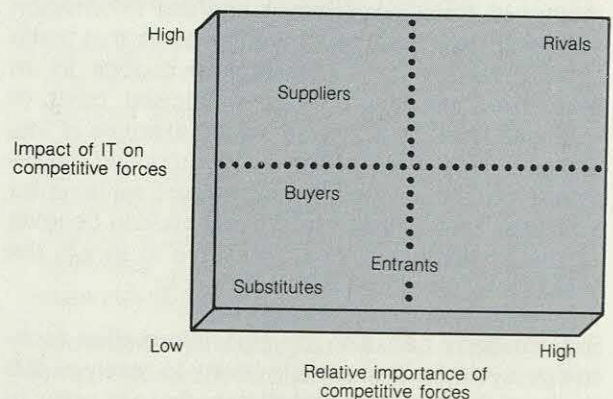 High
Rivals
Suppliers
Impact of IT on
competitive forces
Buyers
Entrants
Substitutes
Low
High
Relative importance of
competitive forces